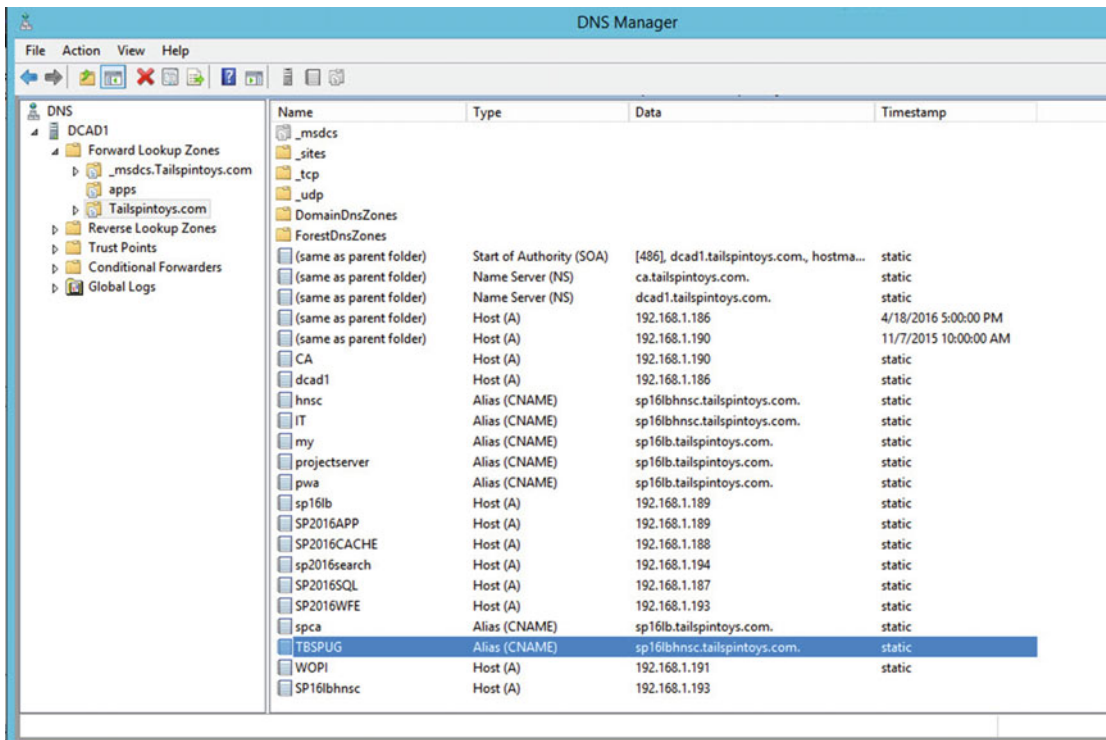 DNS Manager
File Action View Help
DNS
DCAD1
Forward Lookup Zones
_msdcs.Tailspintoys.com
apps
Tailspintoys.com
Reverse Lookup Zones
Trust Points
Conditional Forwarders
Global Logs
Name Type Data Timestamp
_msdcs
_sites
_tcp
_udp
DomainDnsZones
ForestDnsZones
(same as parent folder) Start of Authority (SOA) [486], dcad1.tailspintoys.com., hostma... static
(same as parent folder) Name Server (NS) ca.tailspintoys.com. static
(same as parent folder) Name Server (NS) dcad1.tailspintoys.com. static
(same as parent folder) Host (A) 192.168.1.186 4/18/2016 5:00:00 PM
(same as parent folder) Host (A) 192.168.1.190 11/7/2015 10:00:00 AM
CA Host (A) 192.168.1.190 static
dcad1 Host (A) 192.168.1.186 static
hnsc Alias (CNAME) sp16lbhnsc.tailspintoys.com. static
IT Alias (CNAME) sp16lbhnsc.tailspintoys.com. static
my Alias (CNAME) sp16lb.tailspintoys.com. static
projectserver Alias (CNAME) sp16lb.tailspintoys.com. static
pwa Alias (CNAME) sp16lb.tailspintoys.com. static
sp16lb Host (A) 192.168.1.189 static
SP2016APP Host (A) 192.168.1.189 static
SP2016CACHE Host (A) 192.168.1.188 static
sp2016search Host (A) 192.168.1.194 static
SP2016SQL Host (A) 192.168.1.187 static
SP2016WFE Host (A) 192.168.1.193 static
spca Alias (CNAME) sp16lb.tailspintoys.com. static
TBSPUG Alias (CNAME) sp16lbhnsc.tailspintoys.com. static
WOPI Host (A) 192.168.1.191 static
SP16lbhnsc Host (A) 192.168.1.193